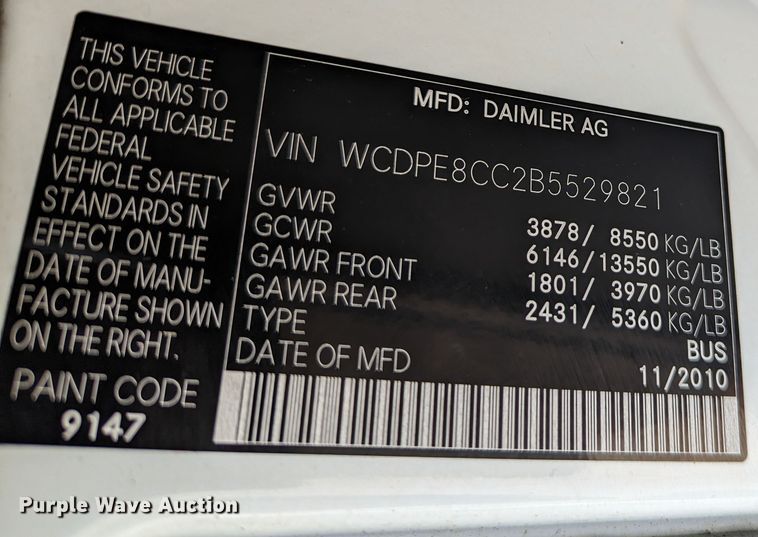 THIS VEHICLE
CONFORMS TO
ALL APPLICABLE
FEDERAL
VEHICLE SAFETY
STANDARDS IN
EFFECT ON THE
DATE OF MANU-
FACTURE SHOWN
ON THE RIGHT.
PAINT CODE
9147
MFD: DAIMLER AG
VIN WCDPE8CC2B5529821
GVWR 3878/ 8550 KG/LB
GCWR 6146/13550 KG/LB
GAWR FRONT 1801/ 3970 KG/LB
GAWR REAR 2431/ 5360 KG/LB
TYPE BUS
DATE OF MFD 11/2010
Purple Wave Auction